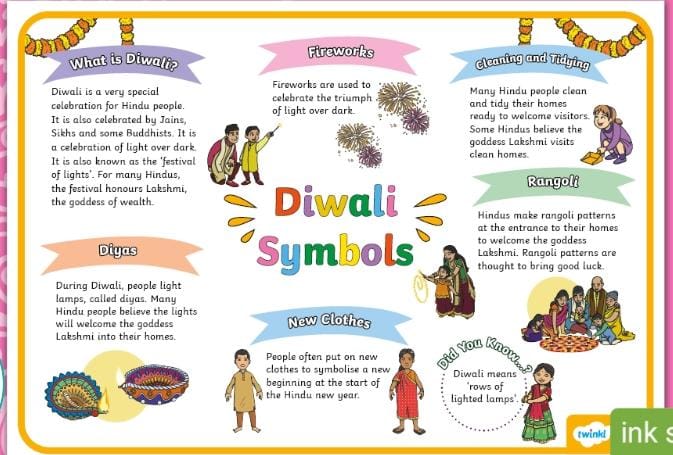 What is Diwali?
Diwali is a very special
celebration for Hindu people.
It is also celebrated by Jains,
Sikhs and some Buddhists. It is
a celebration of light over dark.
It is also known as the 'festival
of lights'. For many Hindus,
the festival honours Lakshmi,
the goddess of wealth.
Fireworks
Fireworks are used to
celebrate the triumph
of light over dark.
Cleaning and Tidying
Many Hindu people clean
and tidy their homes
ready to welcome visitors.
Some Hindus believe the
goddess Lakshmi visits
clean homes.
Diwali
Symbols
Rangoli
Hindus make rangoli patterns
at the entrance to their homes
to welcome the goddess
Lakshmi. Rangoli patterns are
thought to bring good luck.
Diyas
During Diwali, people light
lamps, called diyas. Many
Hindu people believe the lights
will welcome the goddess
Lakshmi into their homes.
New Clothes
People often put on new
clothes to symbolise a new
beginning at the start of
the Hindu new year.
Did You Know...?
Diwali means
'rows of
lighted lamps'.
twinkl
ink s